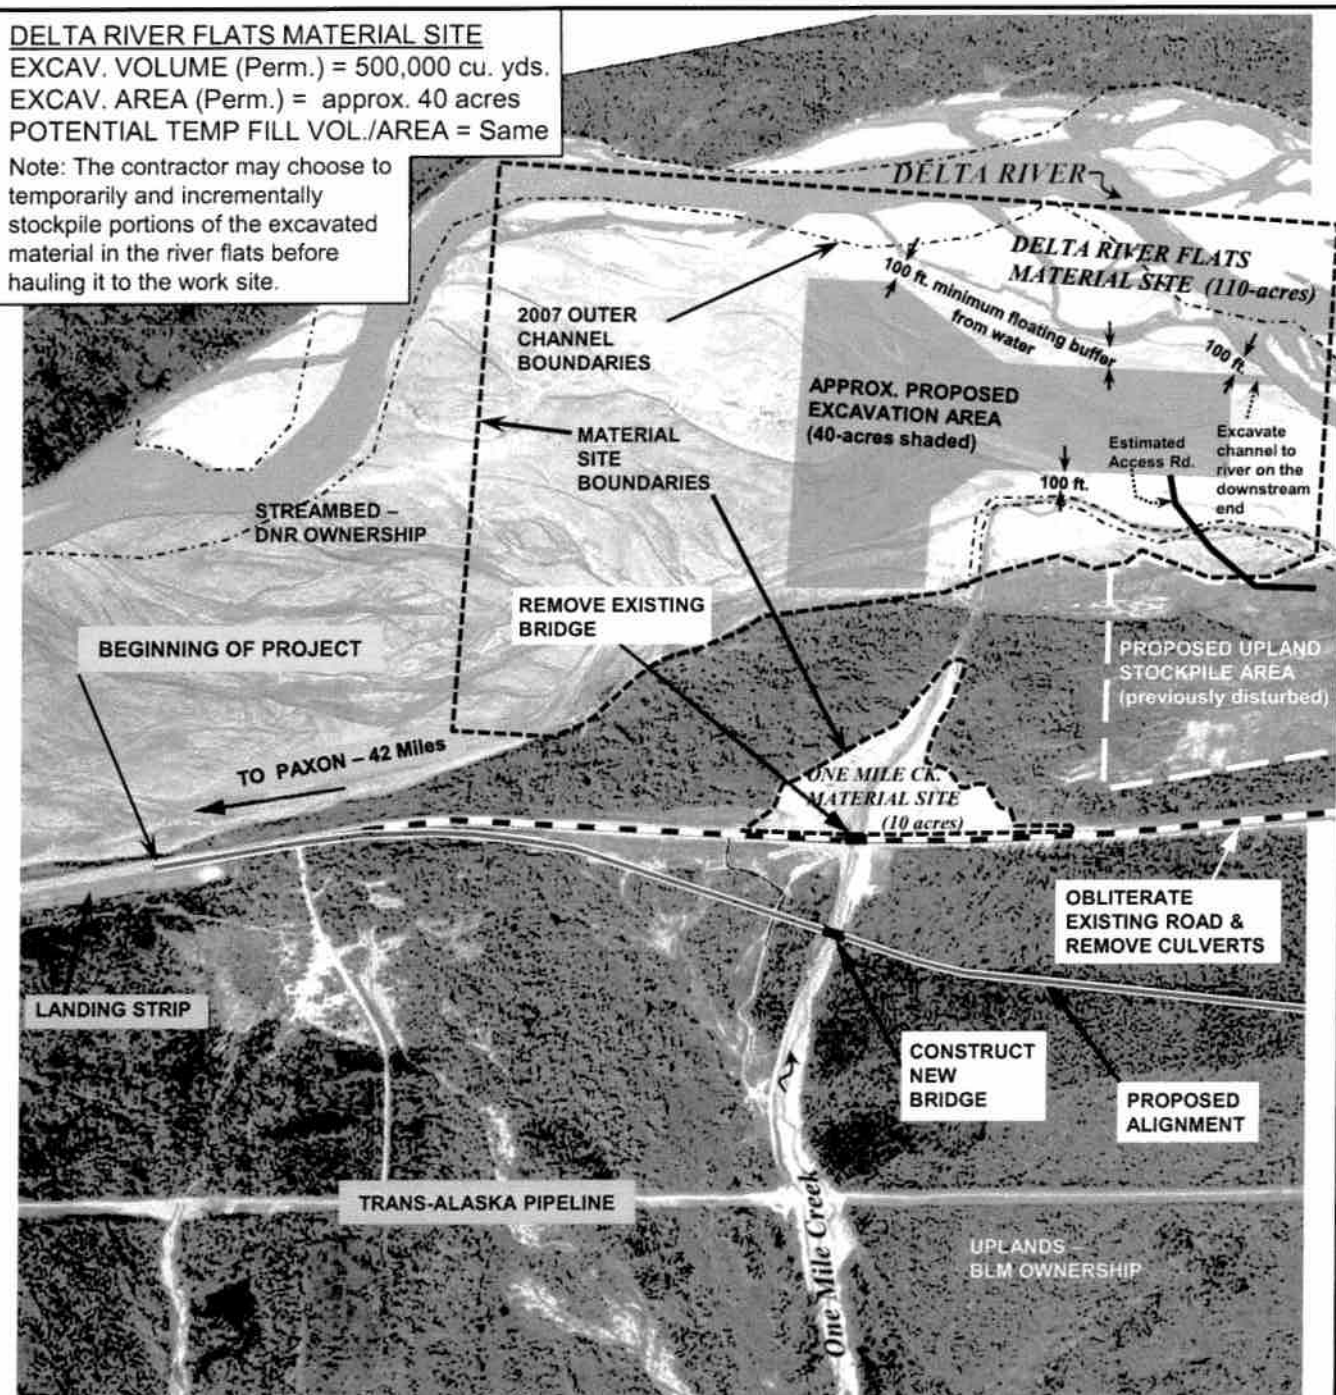 DELTA RIVER FLATS MATERIAL SITE
EXCAV. VOLUME (Perm.) = 500,000 cu. yds.
EXCAV. AREA (Perm.) = approx. 40 acres
POTENTIAL TEMP FILL VOL./AREA = Same
Note: The contractor may choose to
temporarily and incrementally
stockpile portions of the excavated
material in the river flats before
hauling it to the work site.
DELTA RIVER
DELTA RIVER FLATS
MATERIAL SITE (110-acres)
100 ft. minimum floating buffer
from water
100 ft.
2007 OUTER
CHANNEL
BOUNDARIES
APPROX. PROPOSED
EXCAVATION AREA
(40-acres shaded)
MATERIAL
SITE
BOUNDARIES
Estimated
Access Rd.
Excavate
channel to
river on the
downstream
end
100 ft.
STREAMBED –
DNR OWNERSHIP
REMOVE EXISTING
BRIDGE
BEGINNING OF PROJECT
PROPOSED UPLAND
STOCKPILE AREA
(previously disturbed)
TO PAXON – 42 Miles
ONE MILE CK.
MATERIAL SITE
(10 acres)
OBLITERATE
EXISTING ROAD &
REMOVE CULVERTS
LANDING STRIP
CONSTRUCT
NEW
BRIDGE
PROPOSED
ALIGNMENT
TRANS-ALASKA PIPELINE
One Mile Creek
UPLANDS –
BLM OWNERSHIP